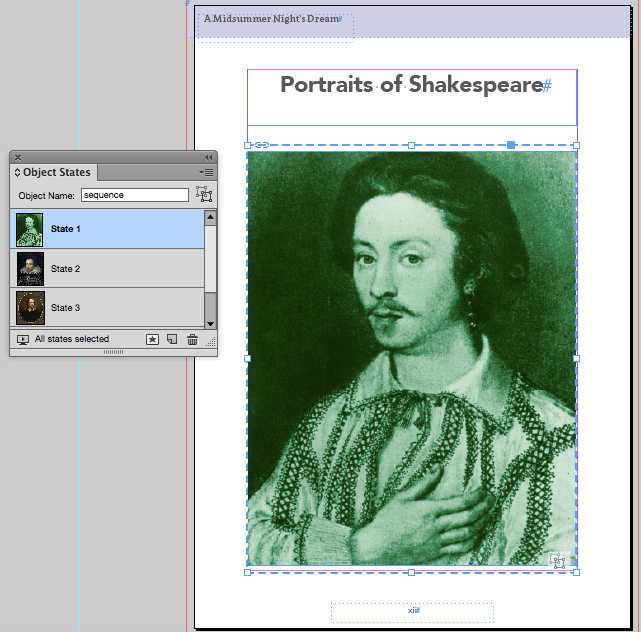 A Midsummer Night's Dream#
Portraits of Shakespeare#
Object States
Object Name: sequence
State 1
State 2
State 3
All states selected
xii#